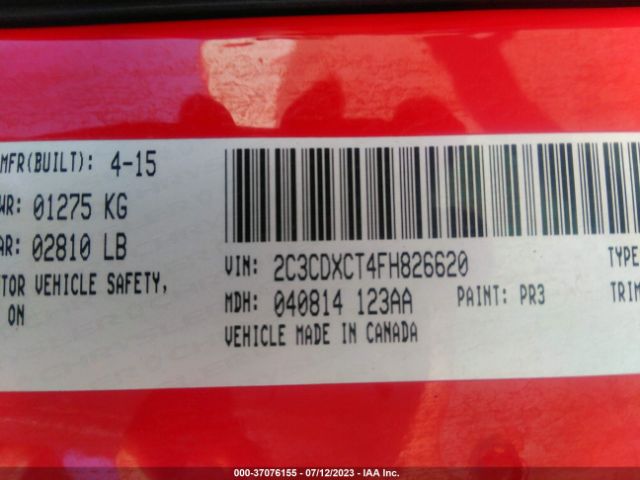 MFR(BUILT): 4-15
WR: 01275 KG
AR: 02810 LB
TOR VEHICLE SAFETY,
ON
VIN: 2C3CDXCT4FH826620
MDH: 040814 123AA PAINT: PR3
VEHICLE MADE IN CANADA
TYPE
TRIM
000-37076155 - 07/12/2023 - IAA Inc.